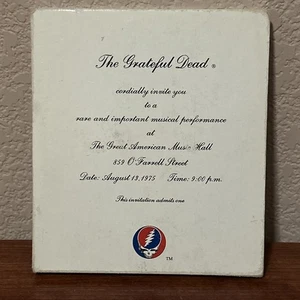 The Grateful Dead ®
cordially invite you
to a
rare and important musical performance
at
The Great American Music Hall
859 O'Farrell Street
Date: August 13, 1975 Time: 9:00 p.m.
This invitation admits one
TM